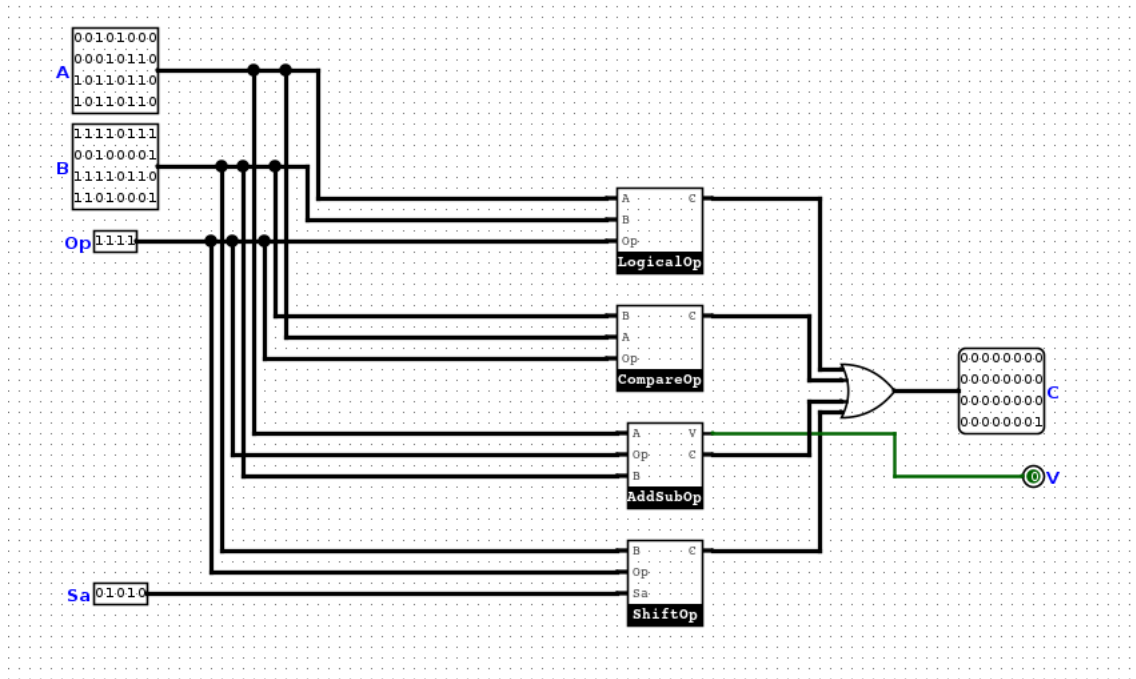 A
00101000
00010110
10110110
10110110
B
11110111
00100001
11110110
11010001
Op 1111
A C
B
Op
LogicalOp
B C
A
Op
CompareOp
00000000
00000000
00000000
00000001
C
A V
Op C
B
AddSubOp
0 V
B C
Op
Sa
ShiftOp
Sa 01010